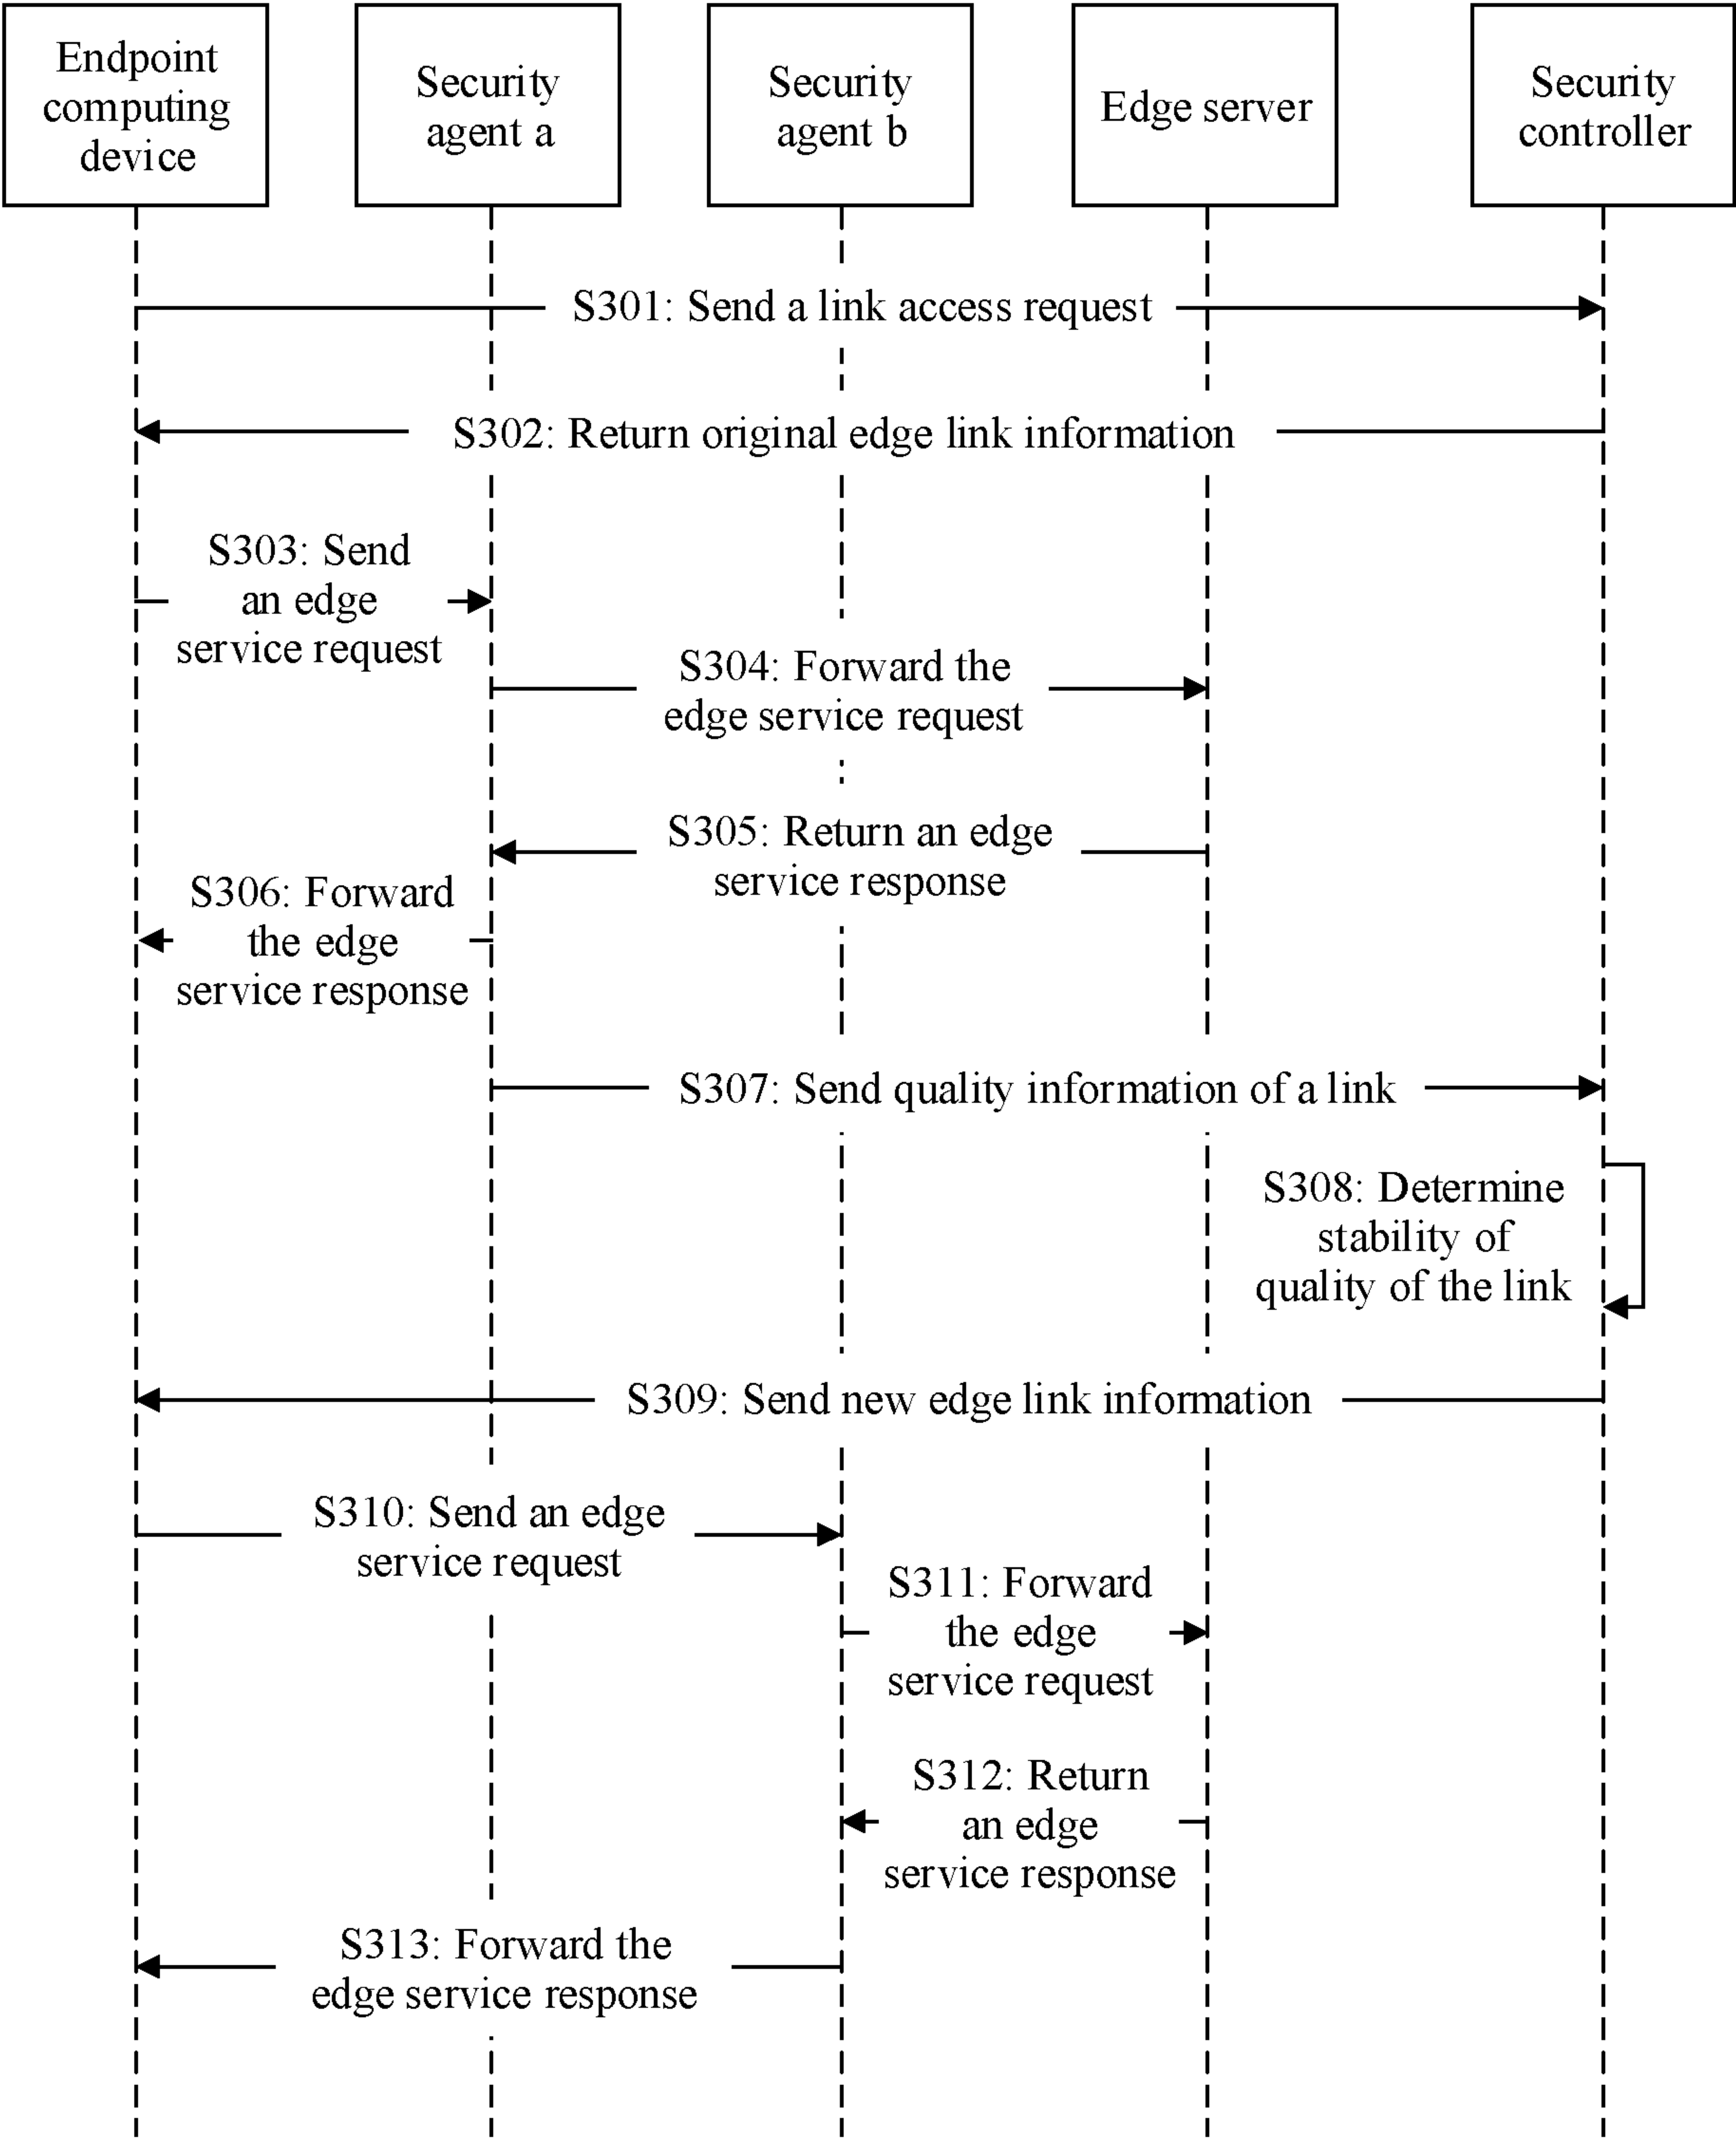 Endpoint
computing
device
Security
agent a
Security
agent b
Edge server
Security
controller
S301: Send a link access request
S302: Return original edge link information
S303: Send
an edge
service request
S304: Forward the
edge service request
S305: Return an edge
service response
S306: Forward
the edge
service response
S307: Send quality information of a link
S308: Determine
stability of
quality of the link
S309: Send new edge link information
S310: Send an edge
service request
S311: Forward
the edge
service request
S312: Return
an edge
service response
S313: Forward the
edge service response